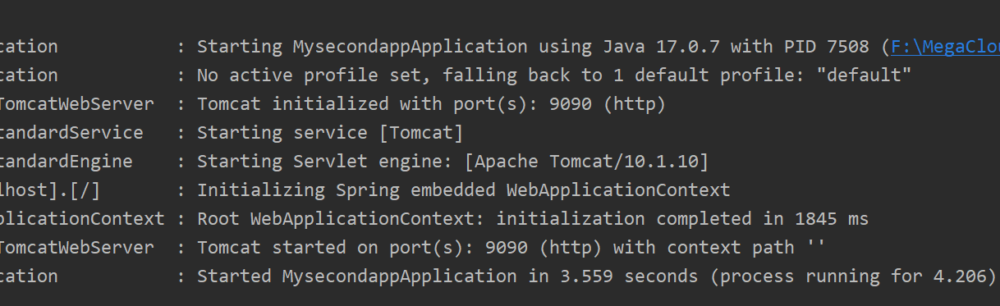 cation : Starting MysecondappApplication using Java 17.0.7 with PID 7508 (F:\MegaClou
cation : No active profile set, falling back to 1 default profile: "default"
TomcatWebServer : Tomcat initialized with port(s): 9090 (http)
tandardService : Starting service [Tomcat]
tandardEngine : Starting Servlet engine: [Apache Tomcat/10.1.10]
lhost].[/] : Initializing Spring embedded WebApplicationContext
plicationContext : Root WebApplicationContext: initialization completed in 1845 ms
TomcatWebServer : Tomcat started on port(s): 9090 (http) with context path ''
cation : Started MysecondappApplication in 3.559 seconds (process running for 4.206)